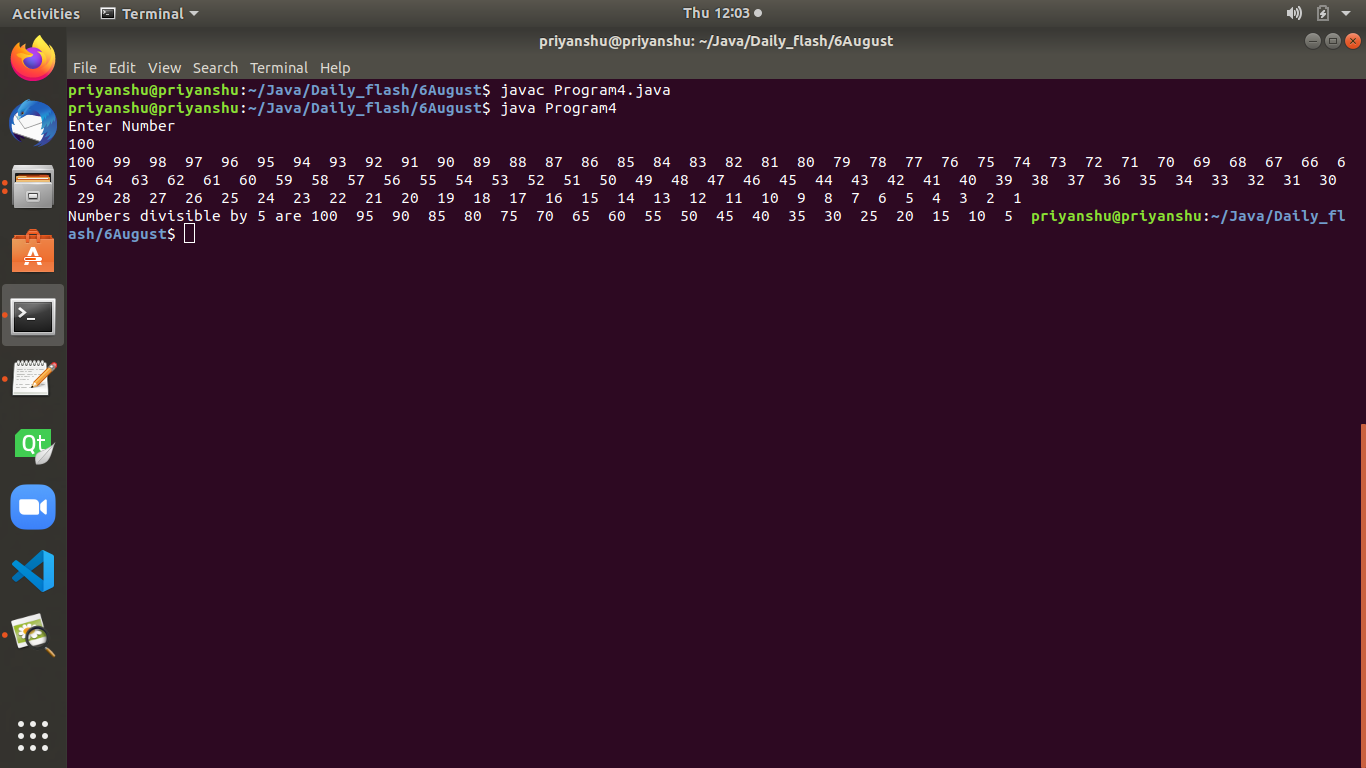 Activities Terminal Thu 12:03
priyanshu@priyanshu: ~/Java/Daily_flash/6August
File Edit View Search Terminal Help
priyanshu@priyanshu:~/Java/Daily_flash/6August$ javac Program4.java
priyanshu@priyanshu:~/Java/Daily_flash/6August$ java Program4
Enter Number
100
100 99 98 97 96 95 94 93 92 91 90 89 88 87 86 85 84 83 82 81 80 79 78 77 76 75 74 73 72 71 70 69 68 67 66 6
5 64 63 62 61 60 59 58 57 56 55 54 53 52 51 50 49 48 47 46 45 44 43 42 41 40 39 38 37 36 35 34 33 32 31 30
29 28 27 26 25 24 23 22 21 20 19 18 17 16 15 14 13 12 11 10 9 8 7 6 5 4 3 2 1
Numbers divisible by 5 are 100 95 90 85 80 75 70 65 60 55 50 45 40 35 30 25 20 15 10 5 priyanshu@priyanshu:~/Java/Daily_fl
ash/6August$
Qt